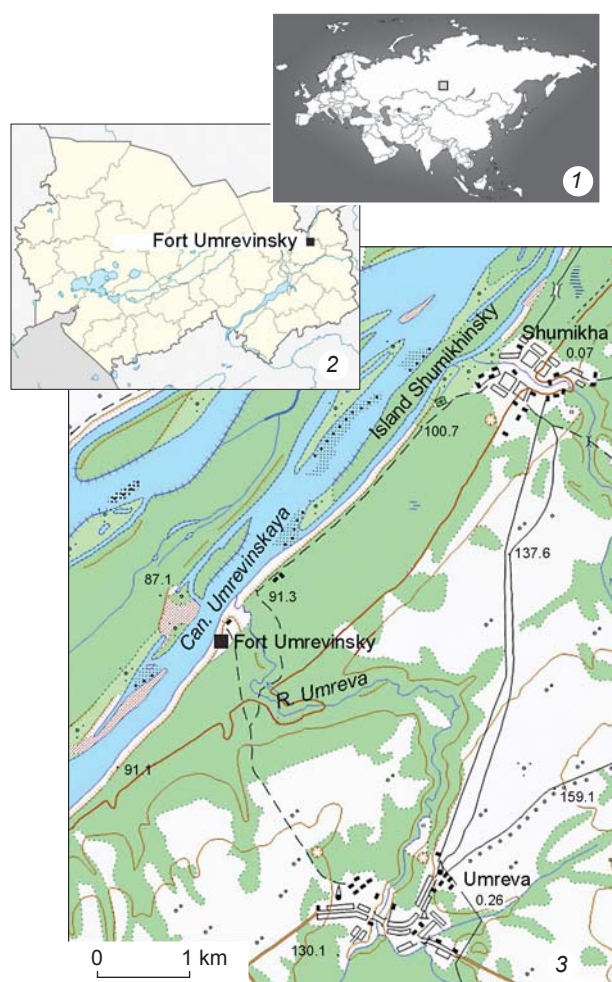 1
Fort Umrevinsky
2
Shumikha
0.07
Island Shumikhinsky
100.7
137.6
Can. Umrevinskaya
87.1
91.3
Fort Umrevinsky
R. Umreva
91.1
159.1
Umreva
0.26
130.1
0 1 km
3